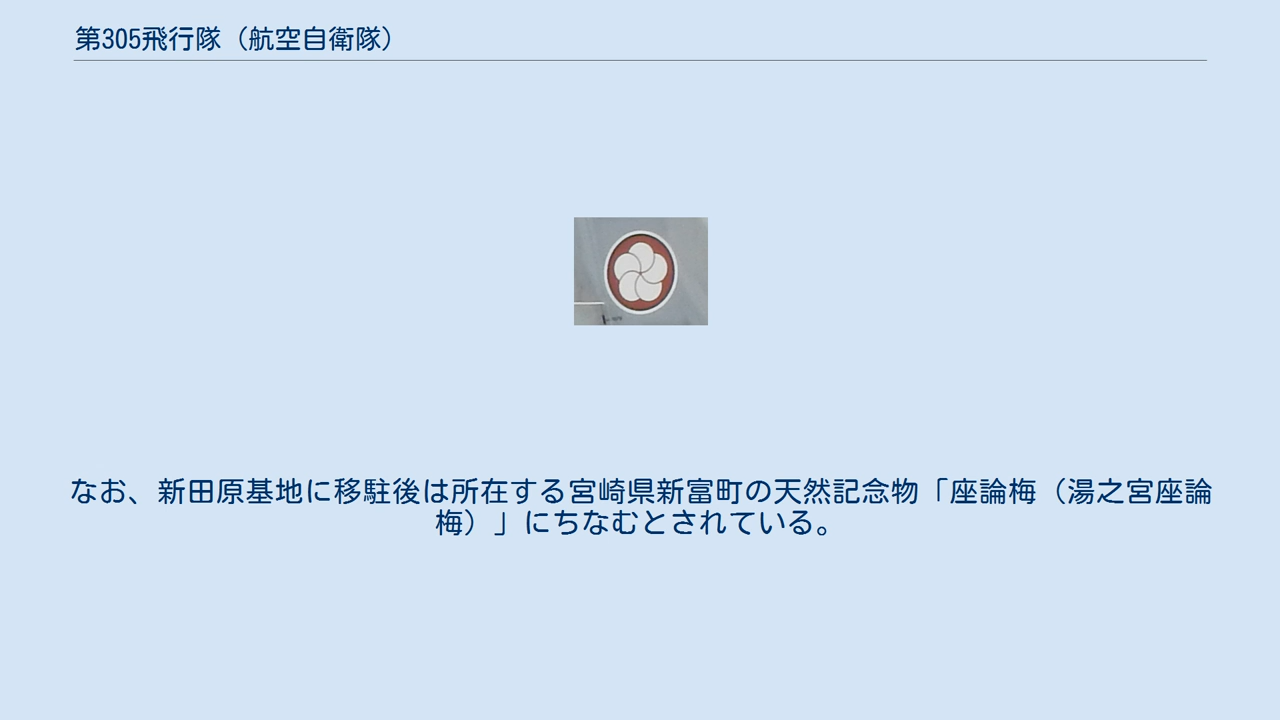 第305飛行隊（航空自衛隊）
なお、新田原基地に移駐後は所在する宮崎県新富町の天然記念物「座論梅（湯之宮座論
梅）」にちなむとされている。